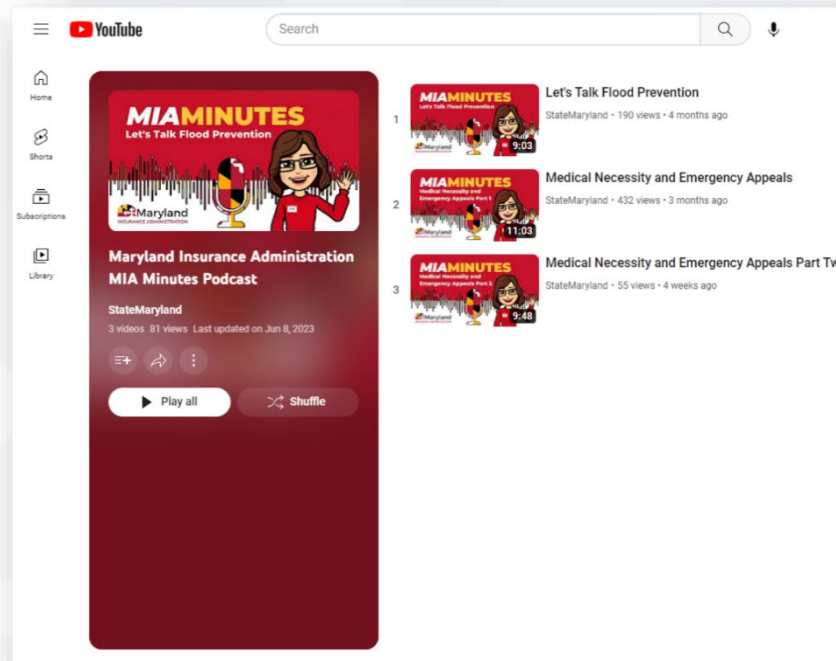 YouTube
Search
Home
Shorts
Subscriptions
Library
MIAMINUTES
Let's Talk Flood Prevention
Maryland
INSURANCE ADMINISTRATION
Maryland Insurance Administration
MIA Minutes Podcast
StateMaryland
3 videos 81 views Last updated on Jun 8, 2023
Play all
Shuffle
1
MIAMINUTES
Let's Talk Flood Prevention
Maryland
9:03
Let's Talk Flood Prevention
StateMaryland • 190 views • 4 months ago
2
MIAMINUTES
Medical Necessity and
Emergency Appeals Part 1
Maryland
11:03
Medical Necessity and Emergency Appeals
StateMaryland • 432 views • 3 months ago
3
MIAMINUTES
Medical Necessity and
Emergency Appeals Part 2
Maryland
9:48
Medical Necessity and Emergency Appeals Part Tw
StateMaryland • 55 views • 4 weeks ago